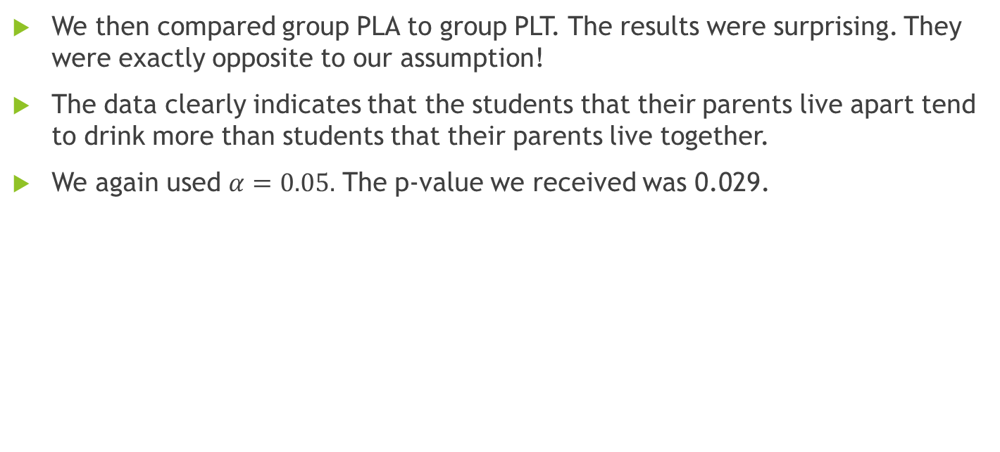 We then compared group PLA to group PLT. The results were surprising. They
were exactly opposite to our assumption!
The data clearly indicates that the students that their parents live apart tend
to drink more than students that their parents live together.
We again used 𝛼 = 0.05. The p-value we received was 0.029.